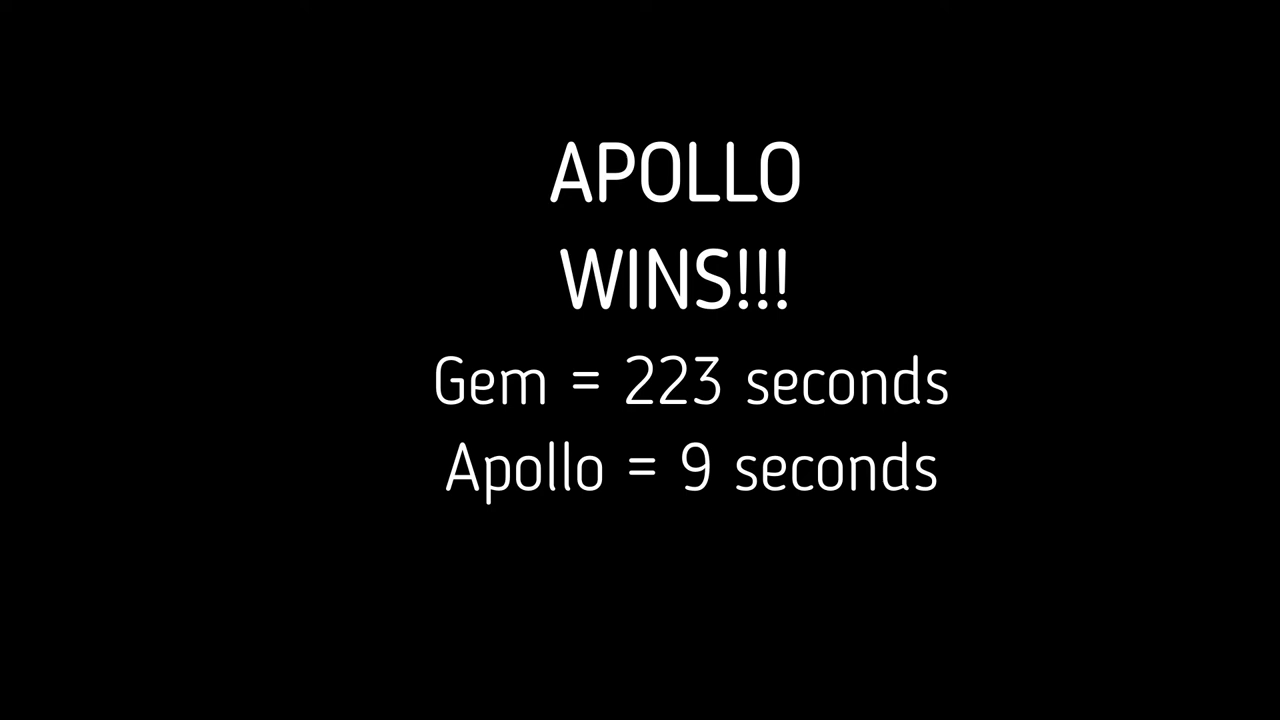 APOLLO
WINS!!!
Gem = 223 seconds
Apollo = 9 seconds